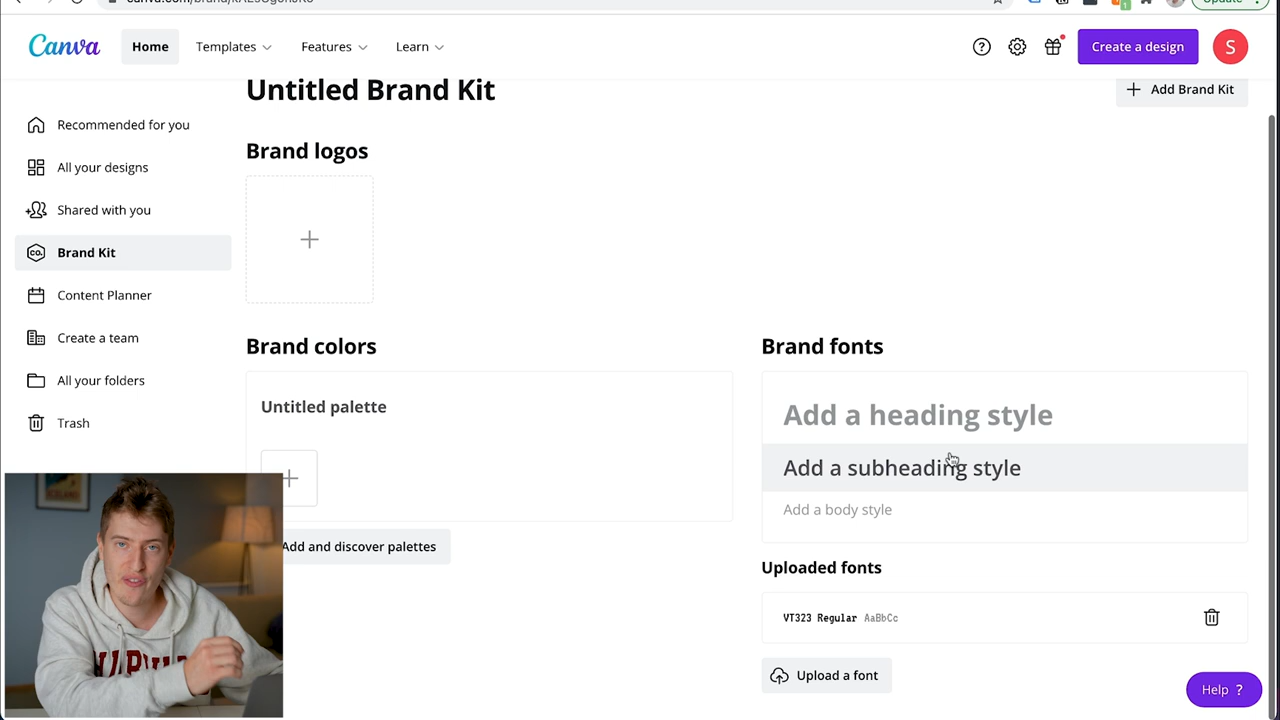 Canva
Home
Templates
Features
Learn
Create a design
S
Untitled Brand Kit
Add Brand Kit
Recommended for you
All your designs
Shared with you
CO.
Brand Kit
Content Planner
Create a team
All your folders
Trash
Brand logos
Brand colors
Untitled palette
Add and discover palettes
Brand fonts
Add a heading style
Add a subheading style
Add a body style
Uploaded fonts
VT323 Regular AaBbCc
Upload a font
Help ?